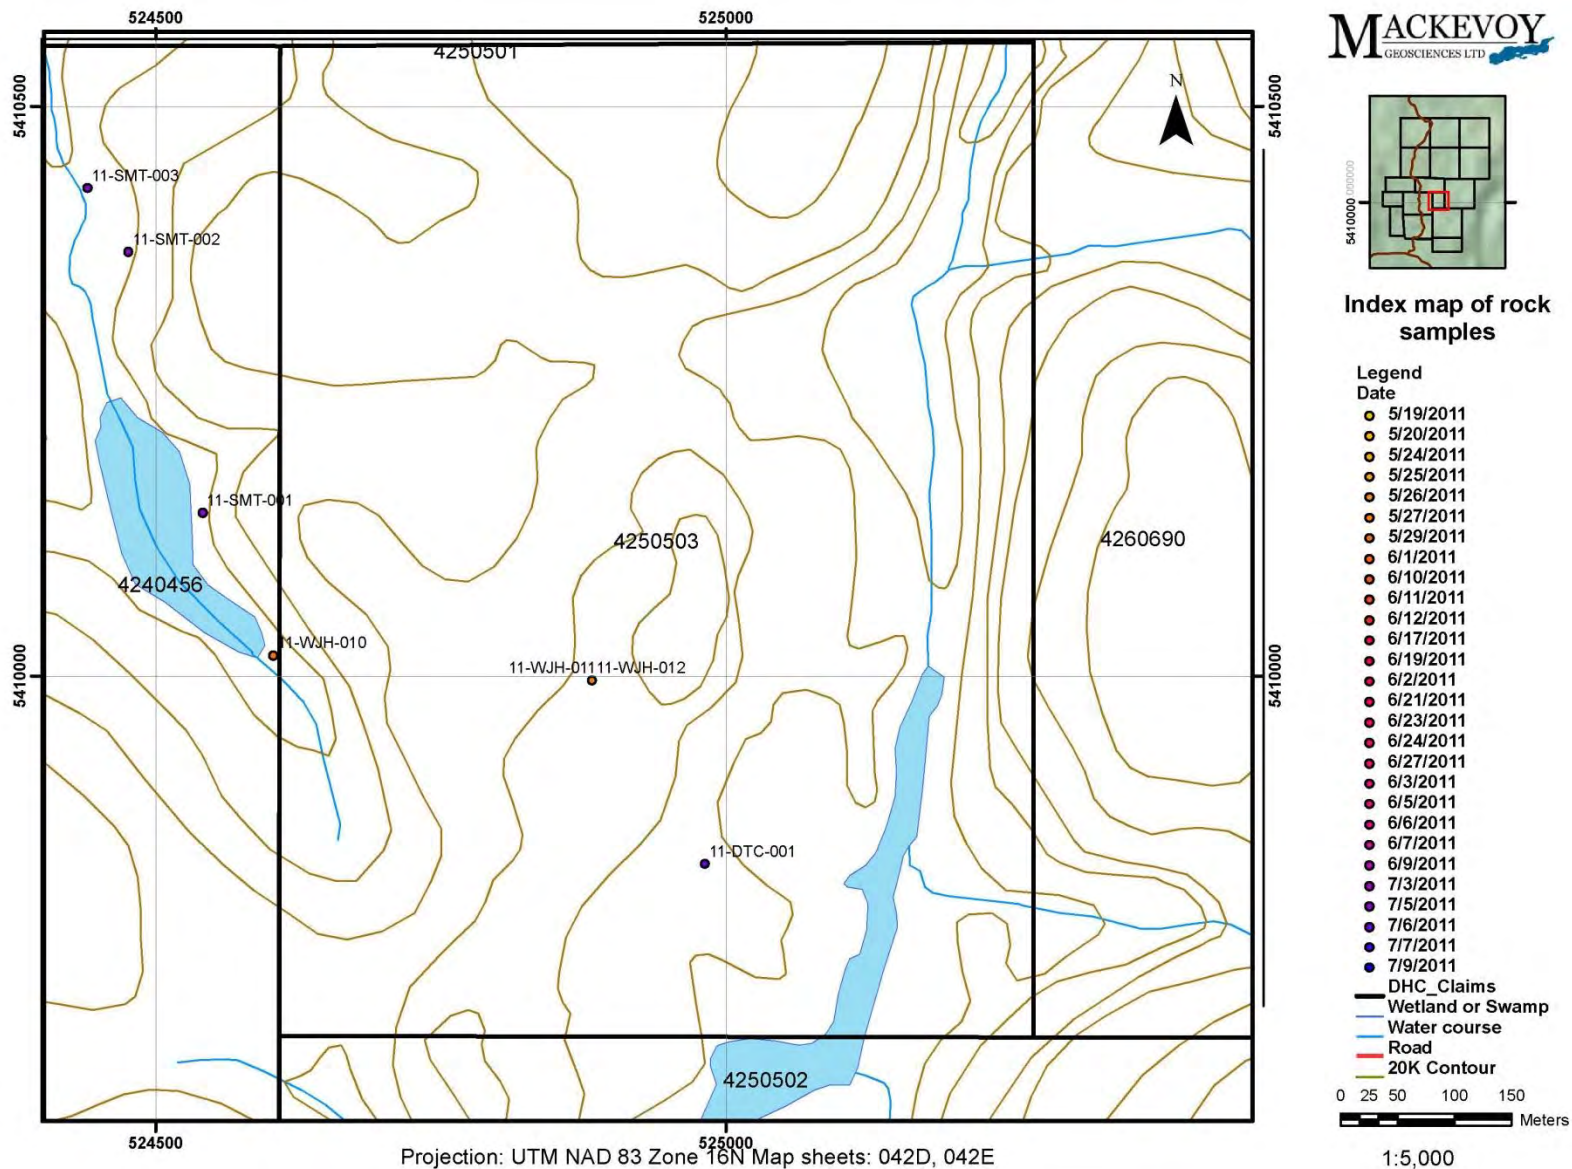 524500
525000
4250501
5410500
5410500
N
MACKEVOY
GEOSCIENCES LTD
11-SMT-003
11-SMT-002
5410000
Index map of rock
samples
Legend
Date
5/19/2011
5/20/2011
5/24/2011
5/25/2011
5/26/2011
5/27/2011
5/29/2011
6/1/2011
6/10/2011
6/11/2011
6/12/2011
6/17/2011
6/19/2011
6/2/2011
6/21/2011
6/23/2011
6/24/2011
6/27/2011
6/3/2011
6/5/2011
6/6/2011
6/7/2011
6/9/2011
7/3/2011
7/5/2011
7/6/2011
7/7/2011
7/9/2011
DHC_Claims
Wetland or Swamp
Water course
Road
20K Contour
0 25 50 100 150
Meters
1:5,000
11-SMT-001
4250503
4260690
4240456
11-WJH-010
11-WJH-01111-WJH-012
5410000
5410000
11-DTC-001
4250502
524500
525000
Projection: UTM NAD 83 Zone 16N Map sheets: 042D, 042E